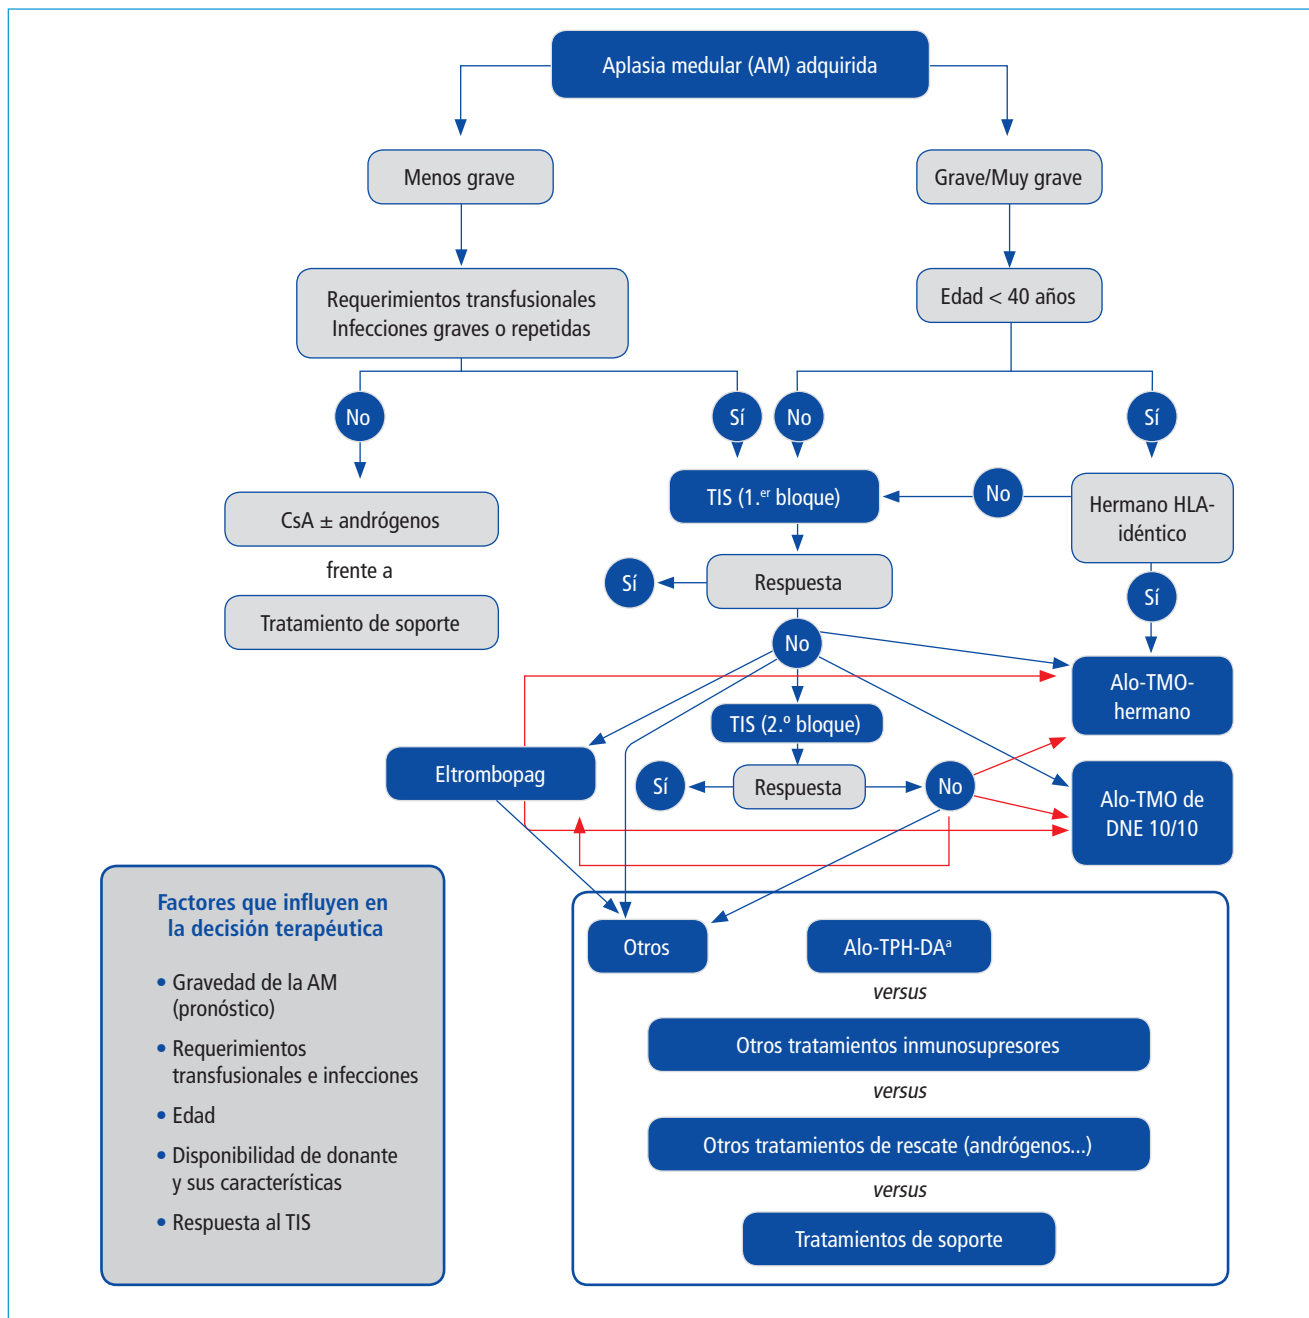 Aplasia medular (AM) adquirida
Menos grave
Grave/Muy grave
Requerimientos transfusionales
Infecciones graves o repetidas
Edad < 40 años
No
Sí
No
Sí
CsA ± andrógenos
frente a
Tratamiento de soporte
TIS (1.er bloque)
No
Hermano HLA-
idéntico
Sí
Respuesta
Sí
No
Alo-TMO-
hermano
TIS (2.º bloque)
Eltrombopag
Sí
Respuesta
No
Alo-TMO de
DNE 10/10
Factores que influyen en
la decisión terapéutica
• Gravedad de la AM
(pronóstico)
• Requerimientos
transfusionales e infecciones
• Edad
• Disponibilidad de donante
y sus características
• Respuesta al TIS
Otros
Alo-TPH-DAa
versus
Otros tratamientos inmunosupresores
versus
Otros tratamientos de rescate (andrógenos...)
versus
Tratamientos de soporte